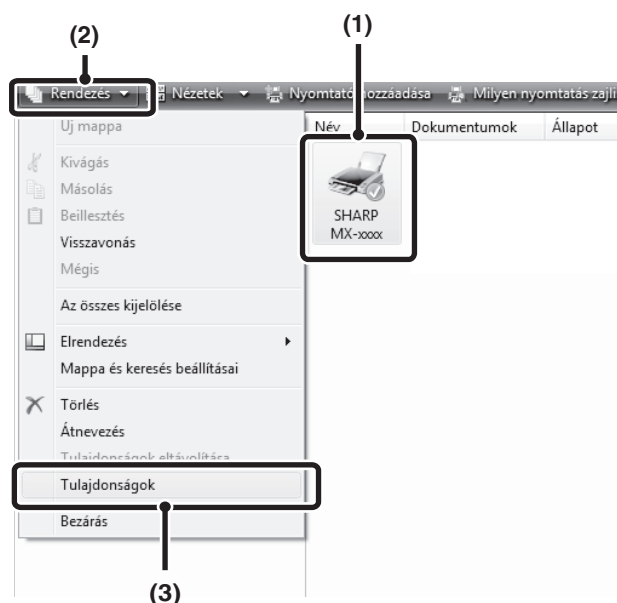 (2)
(1)
Rendezés
Nézetek
Nyomtató hozzáadása
Milyen nyomtatás zajli
Új mappa
Név
Dokumentumok
Állapot
Kivágás
Másolás
Beillesztés
Visszavonás
Mégis
SHARP
MX-xxxx
Az összes kijelölése
Elrendezés
Mappa és keresés beállításai
Törlés
Átnevezés
Tulajdonságok eltávolítása
Tulajdonságok
Bezárás
(3)